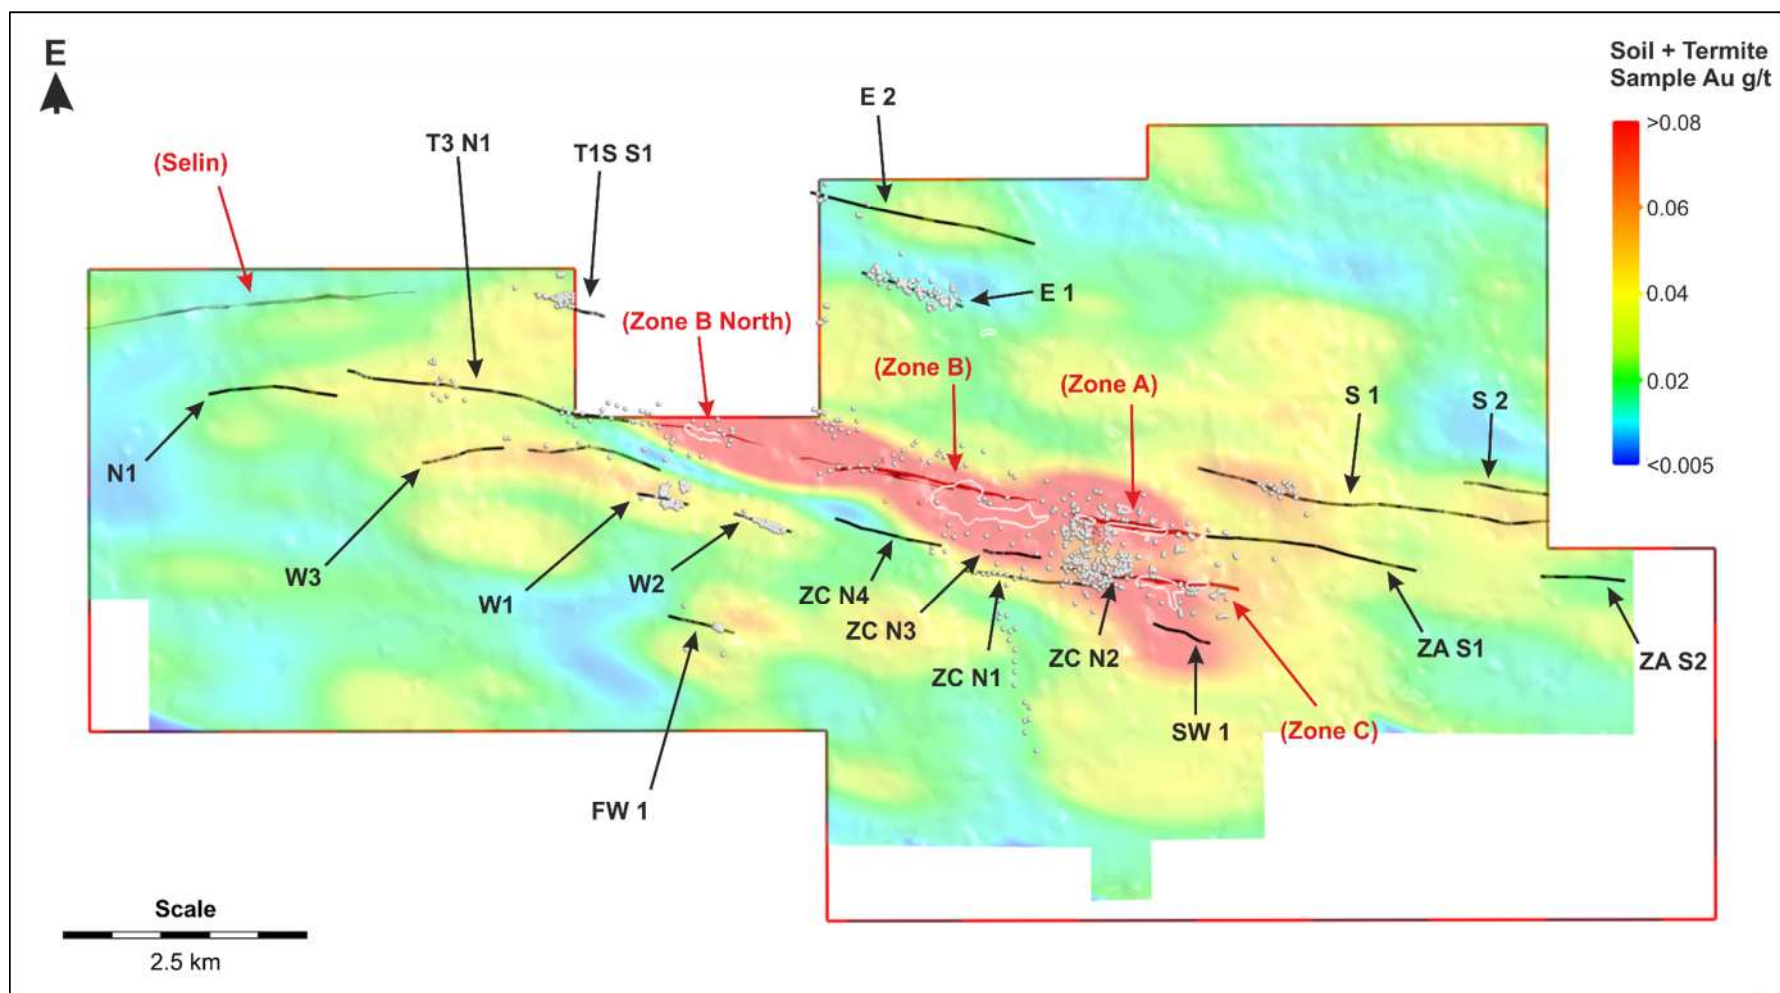 E
Soil + Termite
Sample Au g/t
>0.08
0.06
0.04
0.02
<0.005
E 2
T3 N1
T1S S1
(Selin)
E 1
(Zone B North)
(Zone B)
(Zone A)
S 1
S 2
N1
W3
W1
W2
ZC N4
ZC N3
ZC N1
ZC N2
ZA S1
ZA S2
SW 1
(Zone C)
FW 1
Scale
2.5 km